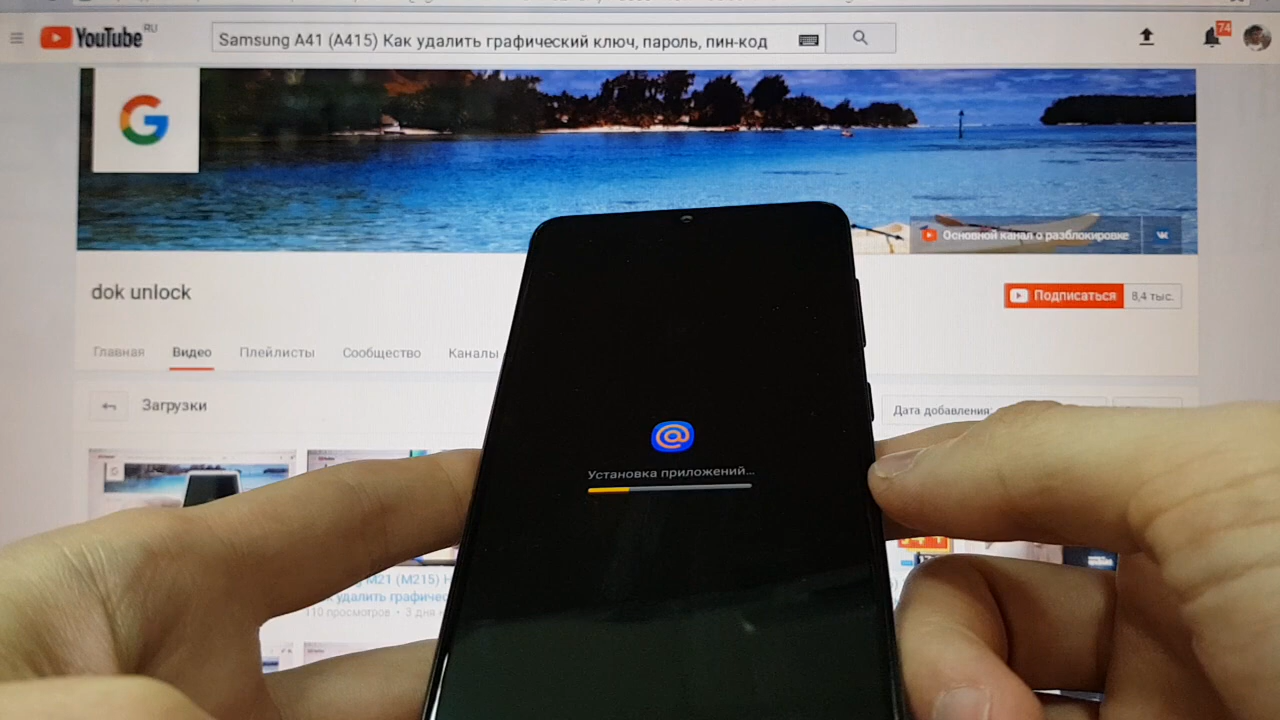 YouTube RU
Samsung A41 (A415) Как удалить графический ключ, пароль, пин-код
74
Основной канал о разблокировке
dok unlock
Подписаться 8,4 тыс.
Главная Видео Плейлисты Сообщество Каналы
Загрузки
Дата добавления:
Установка приложений...
M21 (M215)
удалить графичес
110 просмотров • 3 дня